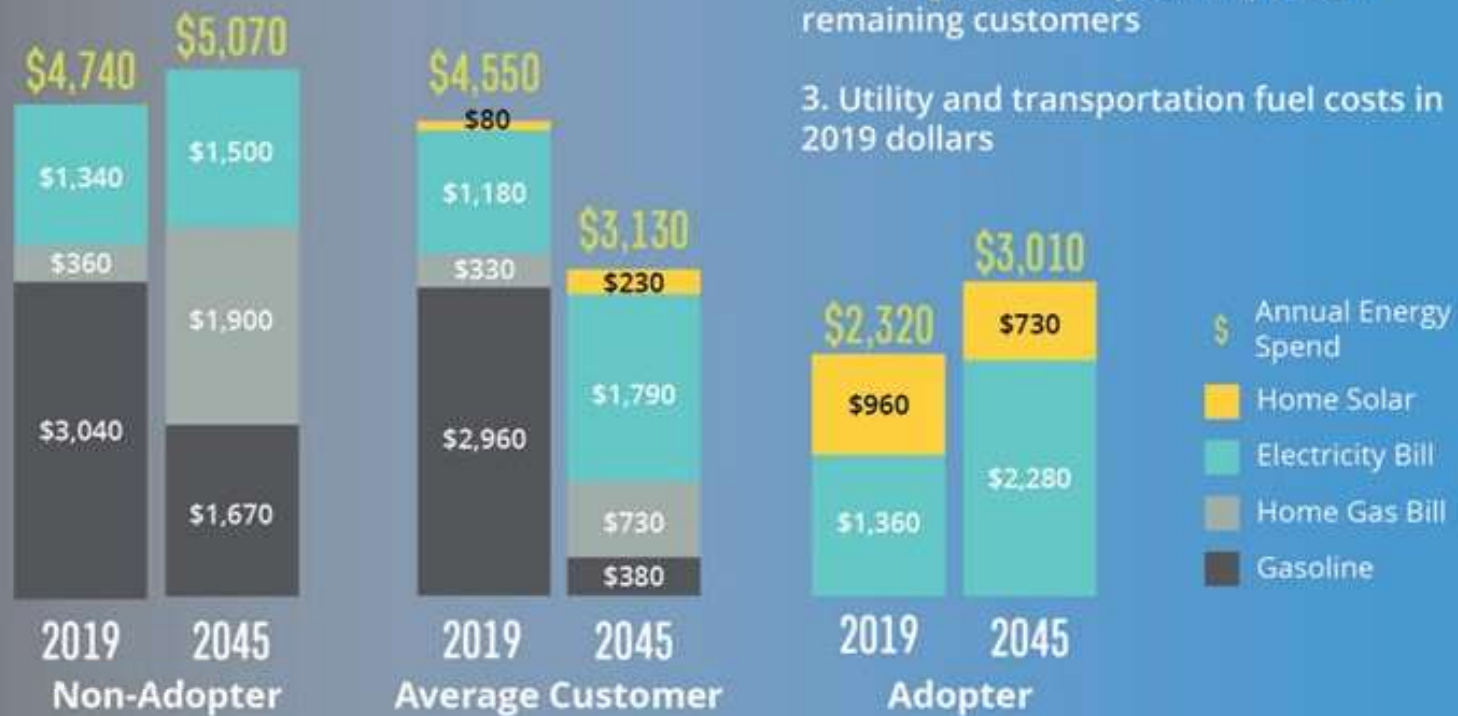 remaining customers
3. Utility and transportation fuel costs in
2019 dollars
$4,740
$1,340
$360
$3,040
2019
$5,070
$1,500
$1,900
$1,670
2045
Non-Adopter
$4,550
$80
$1,180
$330
$2,960
2019
$3,130
$230
$1,790
$730
$380
2045
Average Customer
$2,320
$960
$1,360
2019
$3,010
$730
$2,280
2045
Adopter
$ Annual Energy
Spend
Home Solar
Electricity Bill
Home Gas Bill
Gasoline